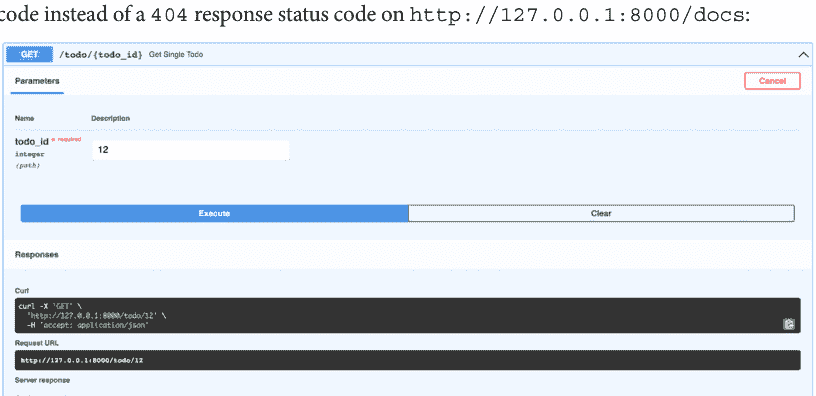 code instead of a 404 response status code on http://127.0.0.1:8000/docs:
GET /todo/{todo_id} Get Single Todo
Parameters Cancel
Name Description
todo_id * required
integer
(path)
12
Execute Clear
Responses
Curl
curl -X 'GET' \
'http://127.0.0.1:8000/todo/12' \
-H 'accept: application/json'
Request URL
http://127.0.0.1:8000/todo/12
Server response